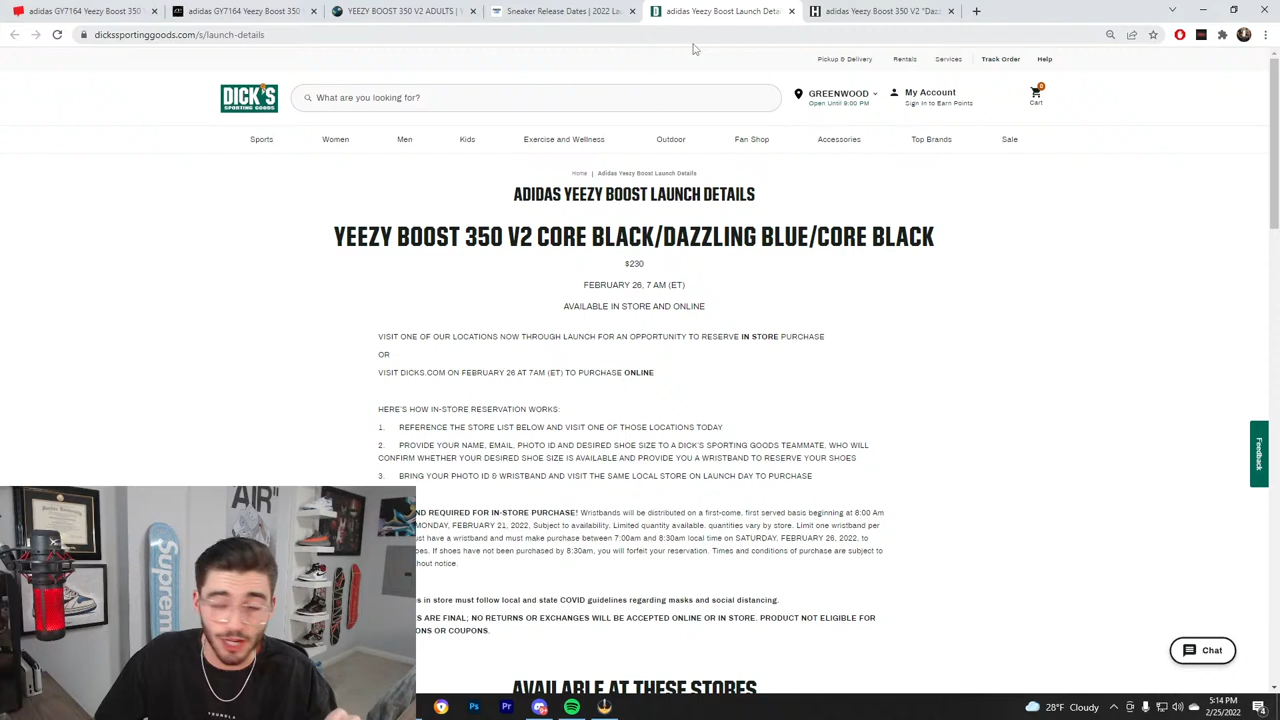 adidas GY7164 Yeezy Boost 350
adidas GY7164 Yeezy Boost 350
YEEZY BOOST 350 V2 ADULTS |
Sneaker Release Dates | 2022 La
adidas Yeezy Boost Launch Detai
adidas Yeezy Boost 350 V2 "Dazz
dickssportinggoods.com/s/launch-details
Pickup & Delivery Rentals Services Track Order Help
DICK'S
SPORTING GOODS
What are you looking for?
GREENWOOD
Open Until 9:00 PM
My Account
Sign In to Earn Points
0
Cart
Sports Women Men Kids Exercise and Wellness Outdoor Fan Shop Accessories Top Brands Sale
Home | Adidas Yeezy Boost Launch Details
ADIDAS YEEZY BOOST LAUNCH DETAILS
YEEZY BOOST 350 V2 CORE BLACK/DAZZLING BLUE/CORE BLACK
$230
FEBRUARY 26, 7 AM (ET)
AVAILABLE IN STORE AND ONLINE
VISIT ONE OF OUR LOCATIONS NOW THROUGH LAUNCH FOR AN OPPORTUNITY TO RESERVE IN STORE PURCHASE
OR
VISIT DICKS.COM ON FEBRUARY 26 AT 7AM (ET) TO PURCHASE ONLINE
HERE'S HOW IN-STORE RESERVATION WORKS:
1. REFERENCE THE STORE LIST BELOW AND VISIT ONE OF THOSE LOCATIONS TODAY
2. PROVIDE YOUR NAME, EMAIL, PHOTO ID AND DESIRED SHOE SIZE TO A DICK'S SPORTING GOODS TEAMMATE, WHO WILL
CONFIRM WHETHER YOUR DESIRED SHOE SIZE IS AVAILABLE AND PROVIDE YOU A WRISTBAND TO RESERVE YOUR SHOES
3. BRING YOUR PHOTO ID & WRISTBAND AND VISIT THE SAME LOCAL STORE ON LAUNCH DAY TO PURCHASE
ND REQUIRED FOR IN-STORE PURCHASE! Wristbands will be distributed on a first-come, first served basis beginning at 8:00 Am
MONDAY, FEBRUARY 21, 2022, Subject to availability. Limited quantity available, quantities vary by store. Limit one wristband per
st have a wristband and must make purchase between 7:00am and 8:30am local time on SATURDAY, FEBRUARY 26, 2022, to
es. If shoes have not been purchased by 8:30am, you will forfeit your reservation. Times and conditions of purchase are subject to
hout notice.
s in store must follow local and state COVID guidelines regarding masks and social distancing.
S ARE FINAL; NO RETURNS OR EXCHANGES WILL BE ACCEPTED ONLINE OR IN STORE. PRODUCT NOT ELIGIBLE FOR
ONS OR COUPONS.
AVAILABLE AT THESE STORES
Feedback
Chat
AIR"
28°F Cloudy
5:14 PM
2/25/2022